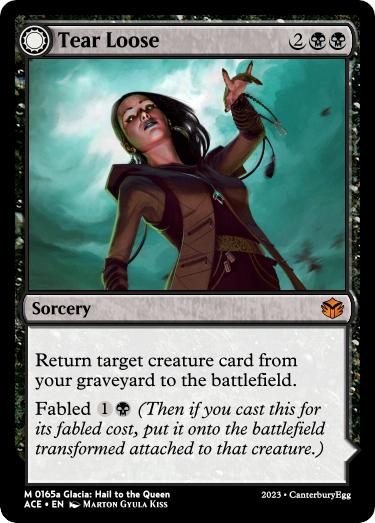 Tear Loose 2
Sorcery
Return target creature card from
your graveyard to the battlefield.
Fabled 1 (Then if you cast this for
its fabled cost, put it onto the battlefield
transformed attached to that creature.)
M 0165a Glacia: Hail to the Queen
ACE • EN Marton Gyula Kiss
2023 • CanterburyEgg